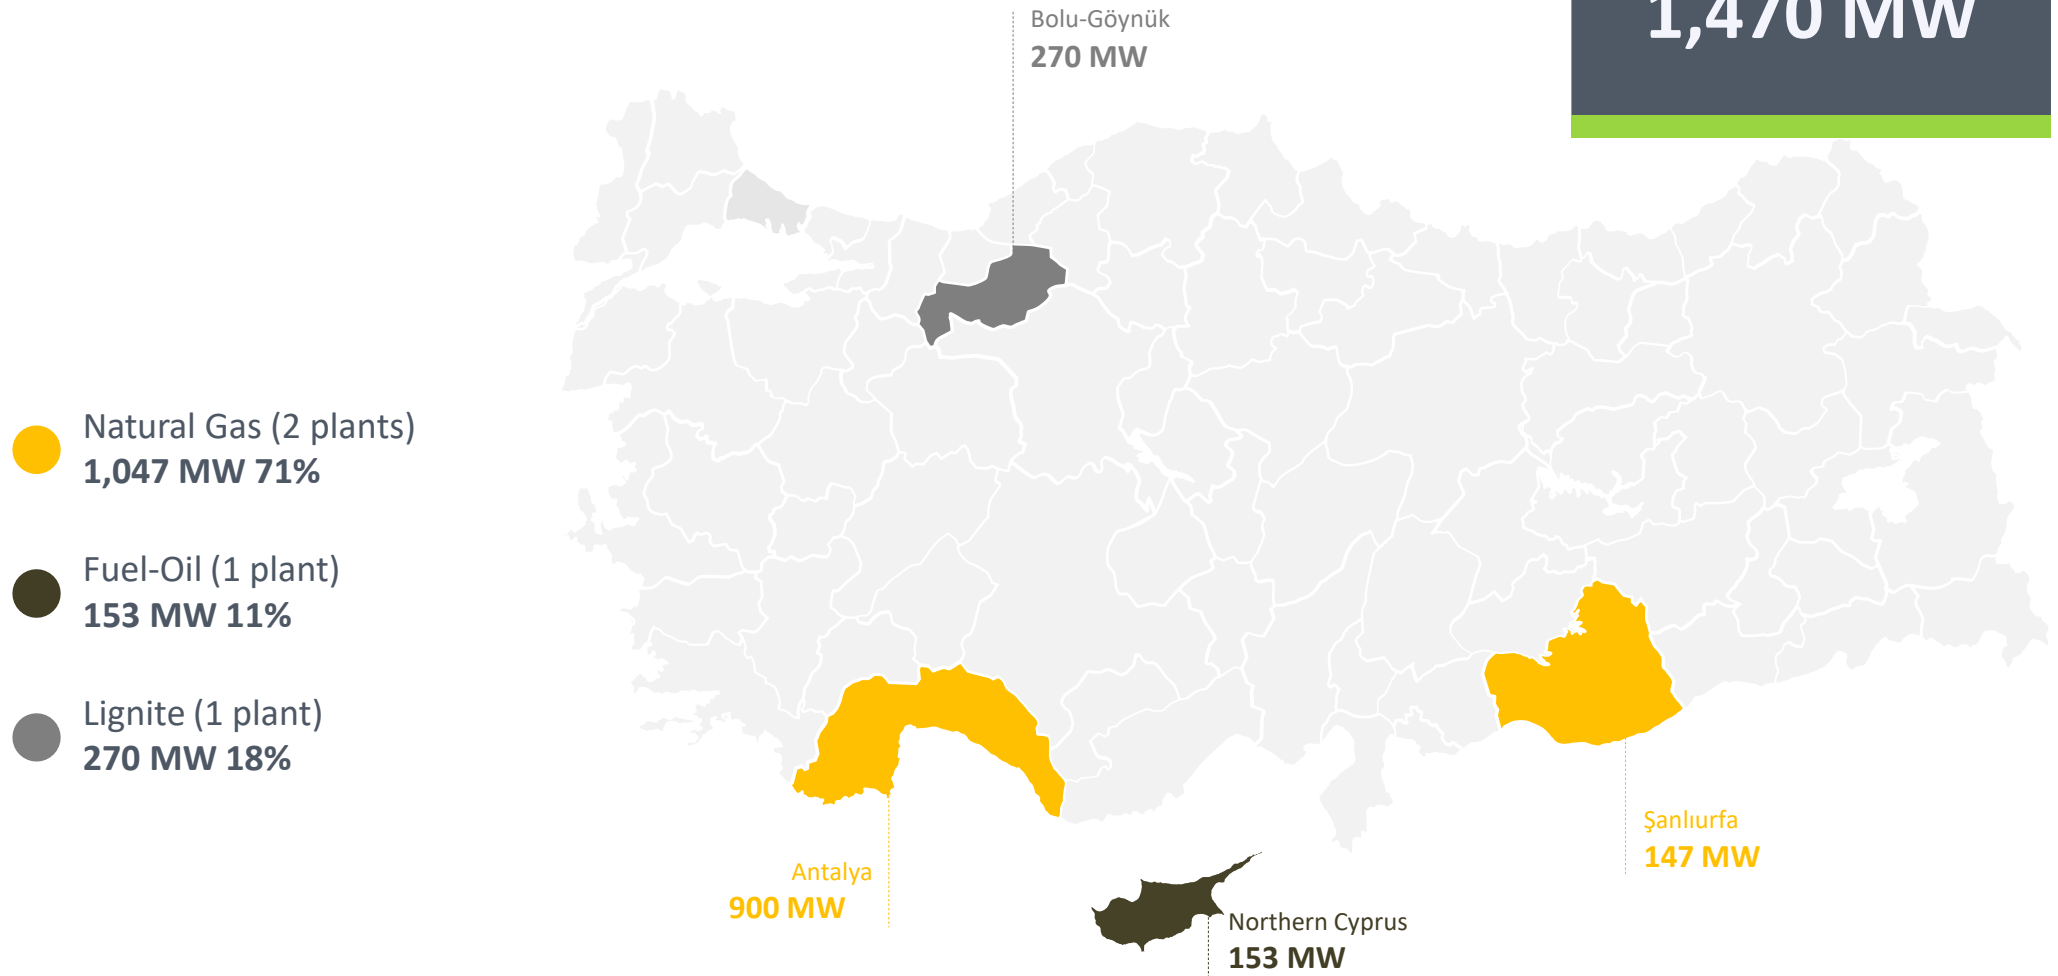 1,470 MW
Bolu-Göynük
270 MW
Natural Gas (2 plants)
1,047 MW 71%
Fuel-Oil (1 plant)
153 MW 11%
Lignite (1 plant)
270 MW 18%
Antalya
900 MW
Şanlıurfa
147 MW
Northern Cyprus
153 MW